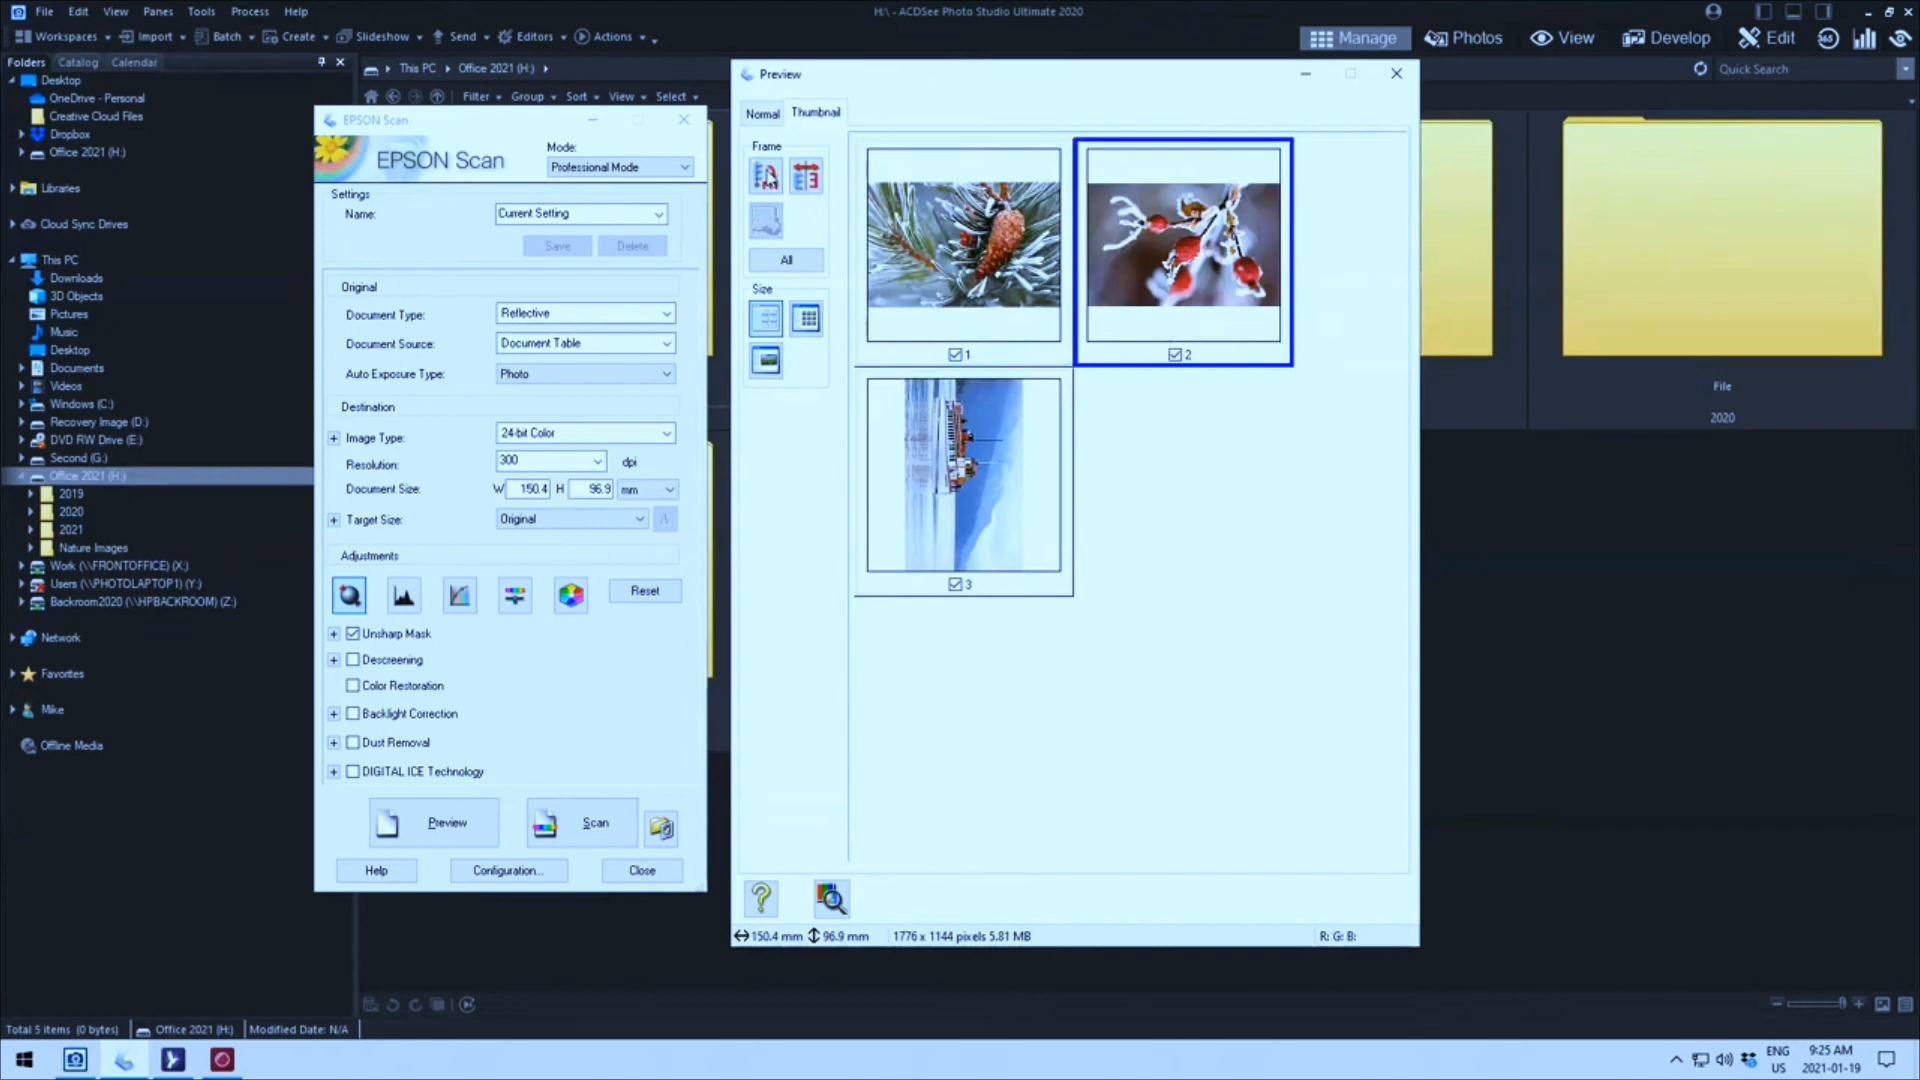 File Edit View Panes Tools Process Help
H:\ - ACDSee Photo Studio Ultimate 2020
Workspaces Import Batch Create Slideshow Send Editors Actions
Manage Photos View Develop Edit 365
Folders Catalog Calendar
This PC Office 2021 (H:)
Quick Search
Filter Group Sort View Select
Desktop
OneDrive - Personal
Creative Cloud Files
Dropbox
Office 2021 (H:)
Libraries
Cloud Sync Drives
This PC
Downloads
3D Objects
Pictures
Music
Desktop
Documents
Videos
Windows (C:)
Recovery Image (D:)
DVD RW Drive (E:)
Second (G:)
Office 2021 (H:)
2019
2020
2021
Nature Images
Work (\\FRONTOFFICE) (X:)
Users (\\PHOTOLAPTOP1) (Y:)
Backroom2020 (\\HPBACKROOM) (Z:)
Network
Favorites
Mike
Offline Media
EPSON Scan
EPSON Scan
Mode:
Professional Mode
Settings
Name: Current Setting
Save Delete
Original
Document Type: Reflective
Document Source: Document Table
Auto Exposure Type: Photo
Destination
Image Type: 24-bit Color
Resolution: 300 dpi
Document Size: W 150.4 H 96.9 mm
Target Size: Original
Adjustments
Reset
Unsharp Mask
Descreening
Color Restoration
Backlight Correction
Dust Removal
DIGITAL ICE Technology
Preview Scan
Help Configuration... Close
Preview
Normal Thumbnail
Frame
All
Size
1
2
3
150.4 mm 96.9 mm 1776 x 1144 pixels 5.81 MB R: G: B:
File
2020
Total 5 items (0 bytes) Office 2021 (H:) Modified Date: N/A
ENG
US
9:25 AM
2021-01-19